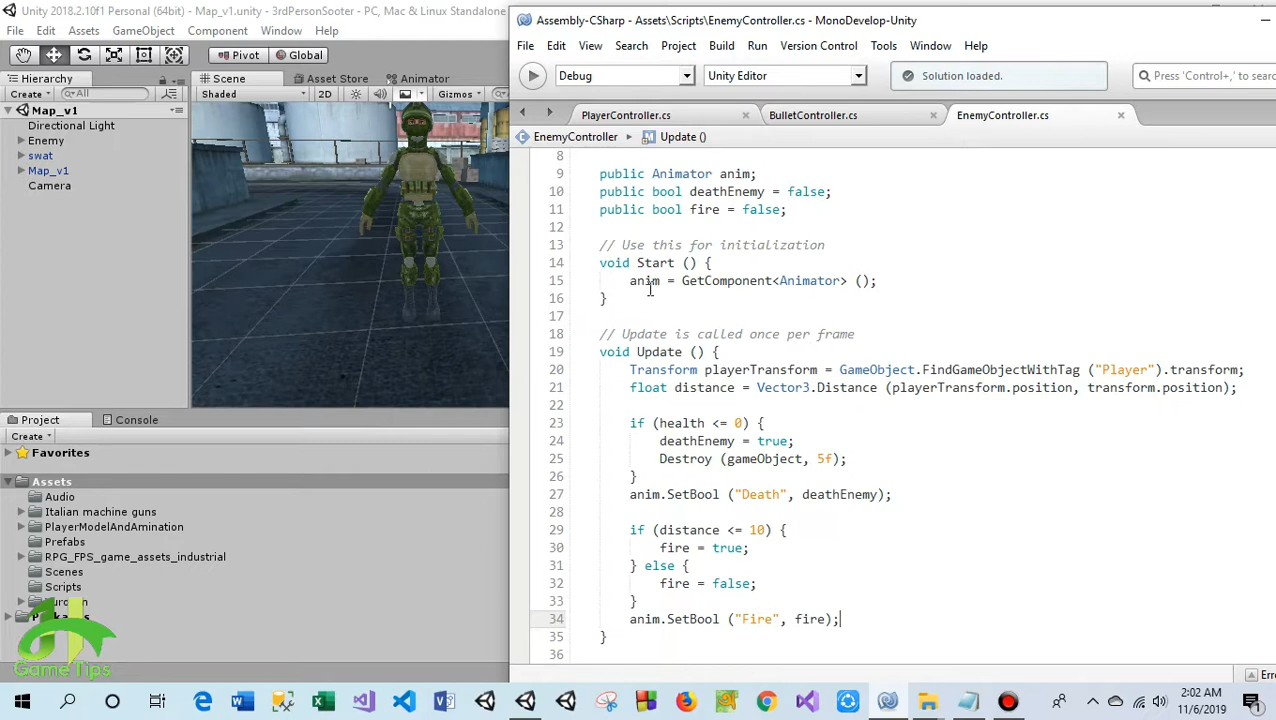 Unity 2018.2.10f1 Personal (64bit) - Map_v1.unity - 3rdPersonSooter - PC, Mac & Linux Standalone
File Edit Assets GameObject Component Window Help
Pivot Global
Hierarchy
Create All
Map_v1
Directional Light
Enemy
swat
Map_v1
Camera
Scene Asset Store Animator
Shaded 2D Gizmos
Project Console
Create
Favorites
Assets
Audio
Italian machine guns
PlayerModelAndAmination
Prefabs
RPG_FPS_game_assets_industrial
Scenes
Scripts
Game Tips
Assembly-CSharp - Assets\Scripts\EnemyController.cs - MonoDevelop-Unity
File Edit View Search Project Build Run Version Control Tools Window Help
Debug Unity Editor Solution loaded. Press 'Control+,' to searc
PlayerController.cs BulletController.cs EnemyController.cs
EnemyController Update ()
8
9 public Animator anim;
10 public bool deathEnemy = false;
11 public bool fire = false;
12
13 // Use this for initialization
14 void Start () {
15 anim = GetComponent<Animator> ();
16 }
17
18 // Update is called once per frame
19 void Update () {
20 Transform playerTransform = GameObject.FindGameObjectWithTag ("Player").transform;
21 float distance = Vector3.Distance (playerTransform.position, transform.position);
22
23 if (health <= 0) {
24 deathEnemy = true;
25 Destroy (gameObject, 5f);
26 }
27 anim.SetBool ("Death", deathEnemy);
28
29 if (distance <= 10) {
30 fire = true;
31 } else {
32 fire = false;
33 }
34 anim.SetBool ("Fire", fire);
35 }
36
Erro
2:02 AM
11/6/2019